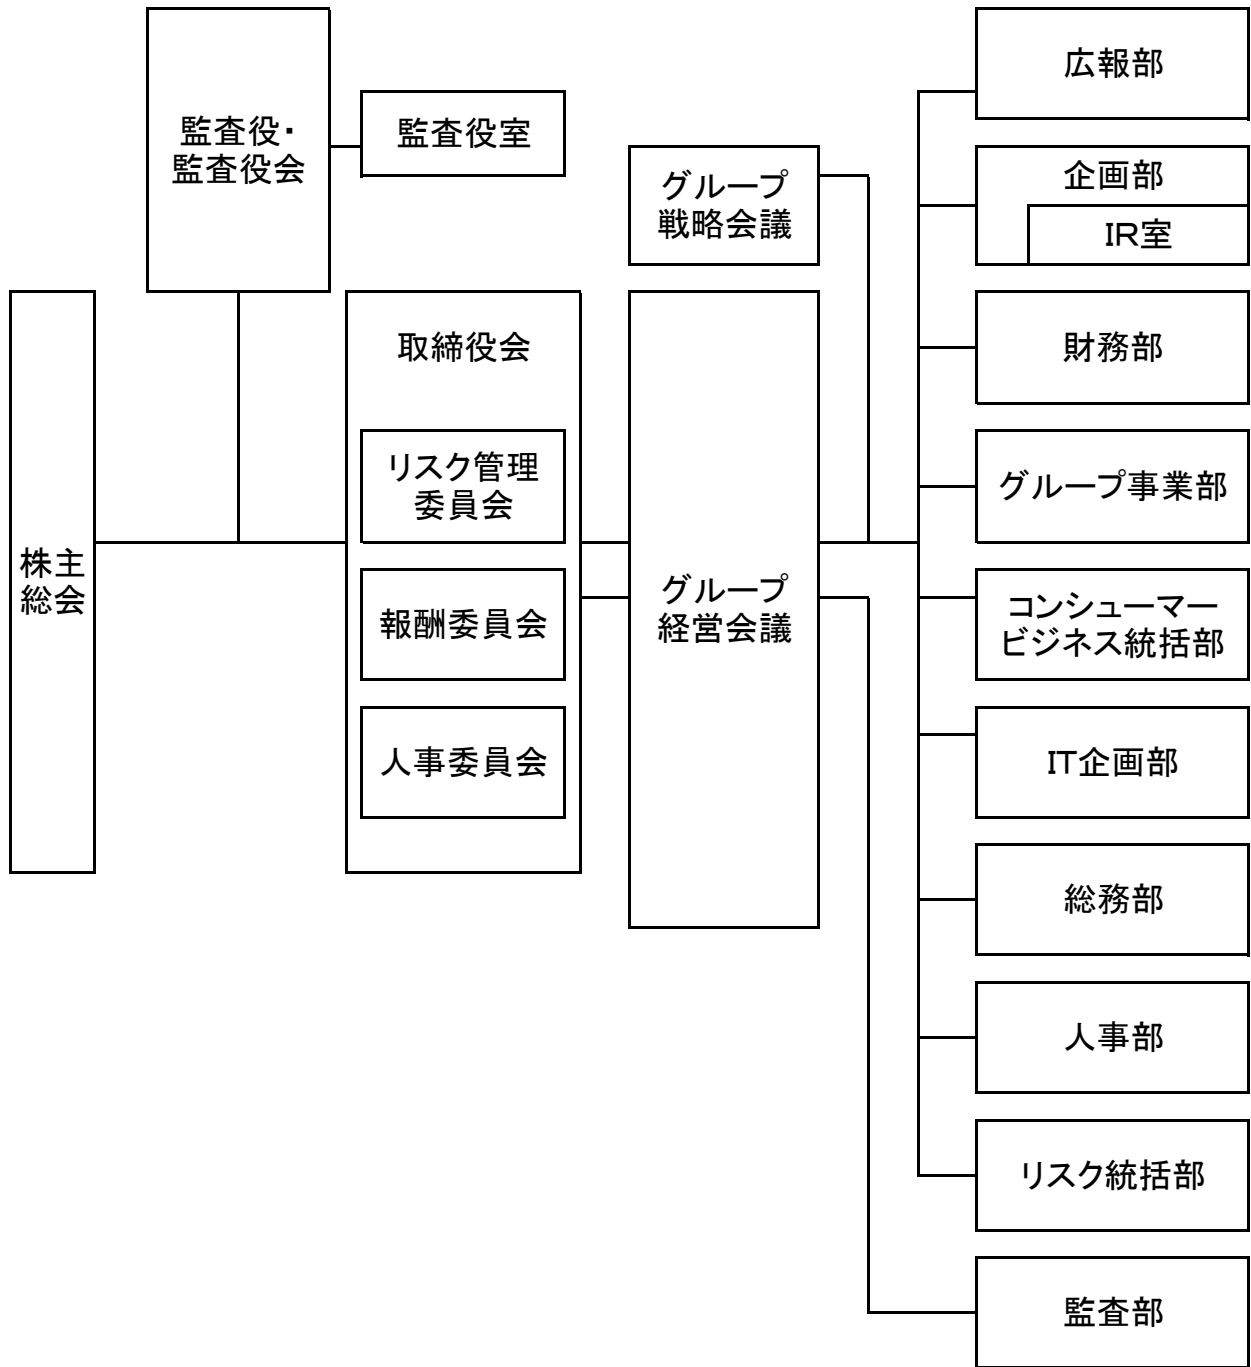 監査役・
監査役会
監査役室
株主
総会
取締役会
リスク管理
委員会
報酬委員会
人事委員会
グループ
戦略会議
グループ
経営会議
広報部
企画部
IR室
財務部
グループ事業部
コンシューマー
ビジネス統括部
IT企画部
総務部
人事部
リスク統括部
監査部